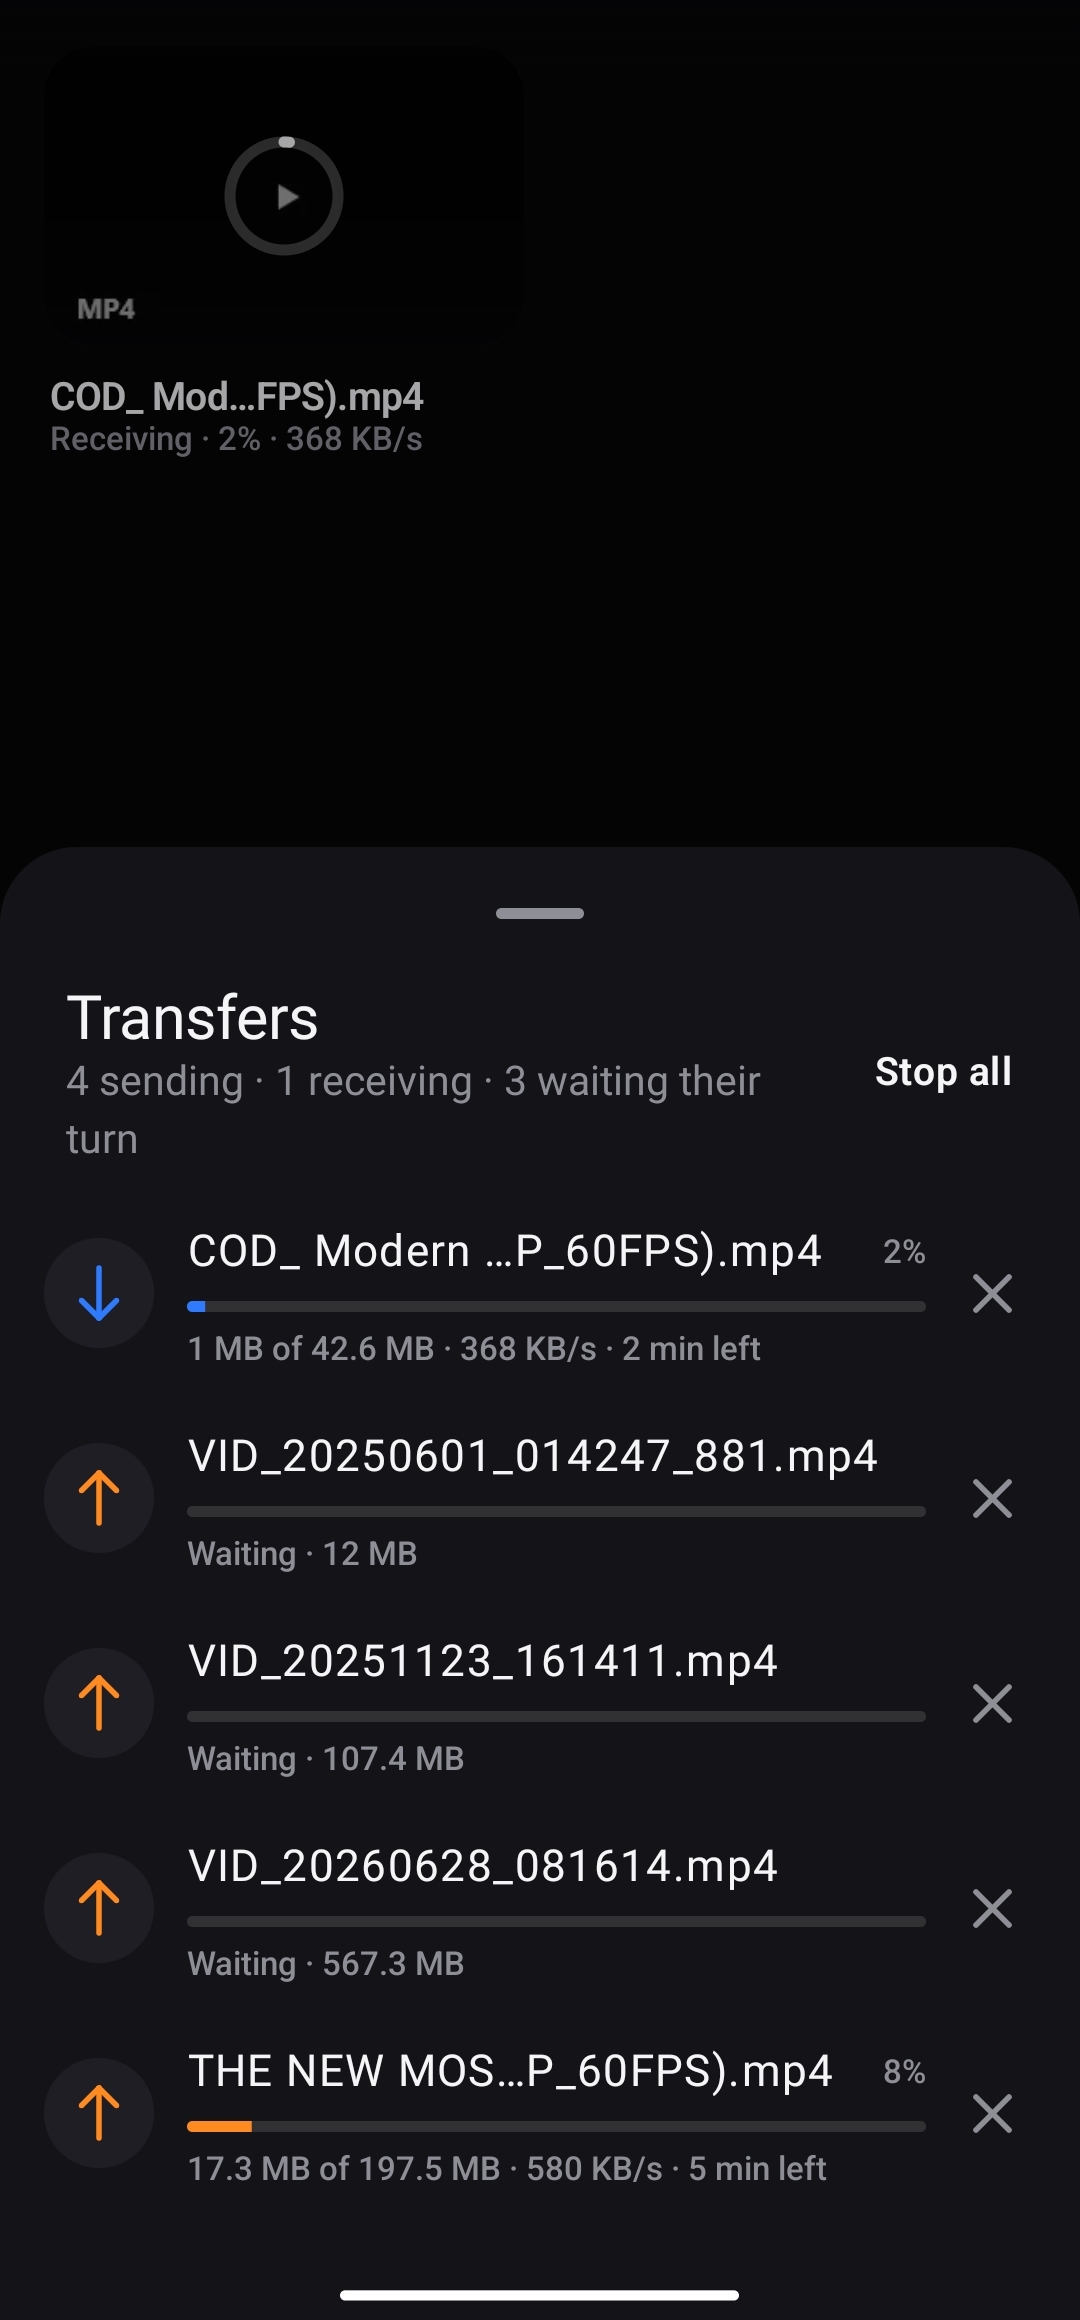 MP4
COD_ Mod...FPS).mp4
Receiving · 2% · 368 KB/s
Transfers
4 sending · 1 receiving · 3 waiting their
turn
Stop all
COD_ Modern ...P_60FPS).mp4 2%
1 MB of 42.6 MB · 368 KB/s · 2 min left
VID_20250601_014247_881.mp4
Waiting · 12 MB
VID_20251123_161411.mp4
Waiting · 107.4 MB
VID_20260628_081614.mp4
Waiting · 567.3 MB
THE NEW MOS...P_60FPS).mp4 8%
17.3 MB of 197.5 MB · 580 KB/s · 5 min left